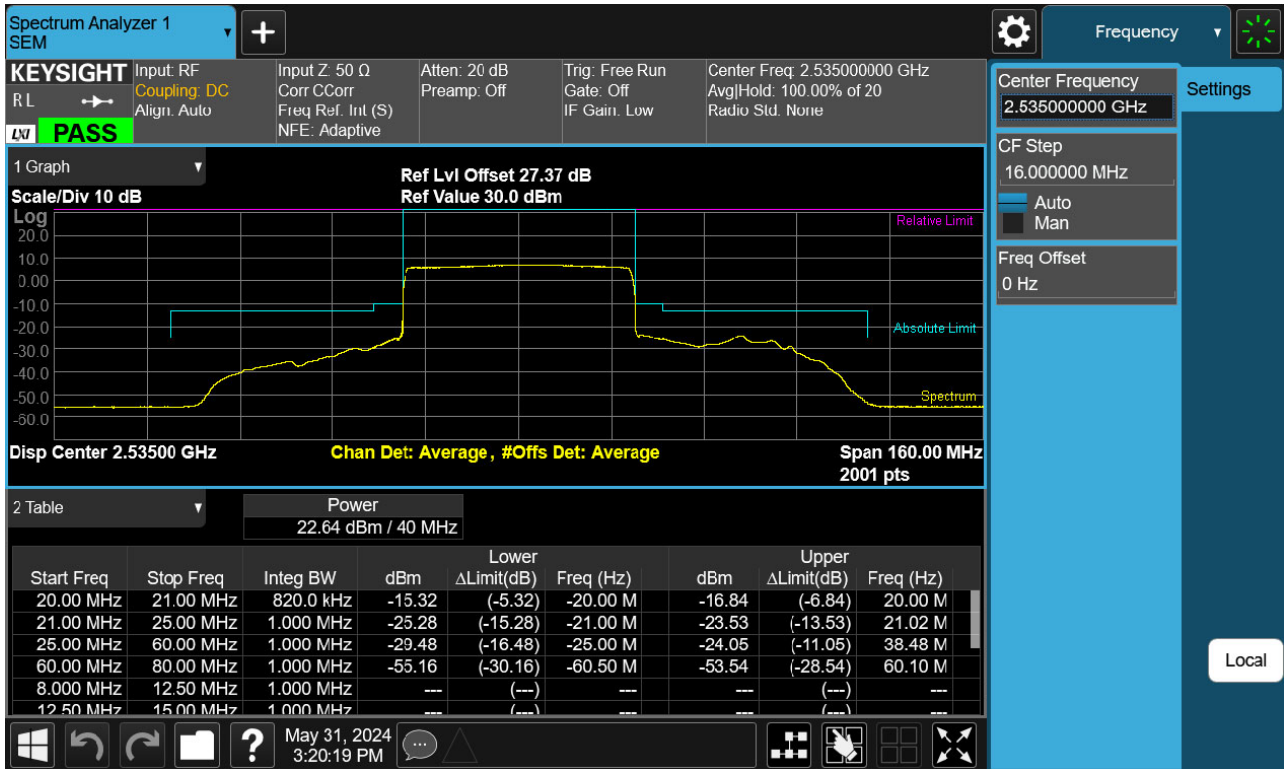 Spectrum Analyzer 1
SEM
+
Frequency
KEYSIGHT
R L
LXI PASS
Input: RF
Coupling: DC
Align: Auto
Input Z: 50 Ω
Corr CCorr
Freq Ref: Int (S)
NFE: Adaptive
Atten: 20 dB
Preamp: Off
Trig: Free Run
Gate: Off
IF Gain: Low
Center Freq: 2.535000000 GHz
Avg|Hold: 100.00% of 20
Radio Std: None
Center Frequency
2.535000000 GHz
Settings
CF Step
16.000000 MHz
Auto
Man
Freq Offset
0 Hz
1 Graph
Scale/Div 10 dB
Ref Lvl Offset 27.37 dB
Ref Value 30.0 dBm
Log
20.0
10.0
0.00
-10.0
-20.0
-30.0
-40.0
-50.0
-60.0
Relative Limit
Absolute Limit
Spectrum
Disp Center 2.53500 GHz
Chan Det: Average , #Offs Det: Average
Span 160.00 MHz
2001 pts
2 Table
Power
22.64 dBm / 40 MHz
Lower Upper
Start Freq Stop Freq Integ BW dBm ΔLimit(dB) Freq (Hz) dBm ΔLimit(dB) Freq (Hz)
20.00 MHz 21.00 MHz 820.0 kHz -15.32 (-5.32) -20.00 M -16.84 (-6.84) 20.00 M
21.00 MHz 25.00 MHz 1.000 MHz -25.28 (-15.28) -21.00 M -23.53 (-13.53) 21.02 M
25.00 MHz 60.00 MHz 1.000 MHz -29.48 (-16.48) -25.00 M -24.05 (-11.05) 38.48 M
60.00 MHz 80.00 MHz 1.000 MHz -55.16 (-30.16) -60.50 M -53.54 (-28.54) 60.10 M
8.000 MHz 12.50 MHz 1.000 MHz --- (---) --- --- (---) ---
12.50 MHz 15.00 MHz 1.000 MHz --- (---) --- --- (---) ---
Local
?
May 31, 2024
3:20:19 PM